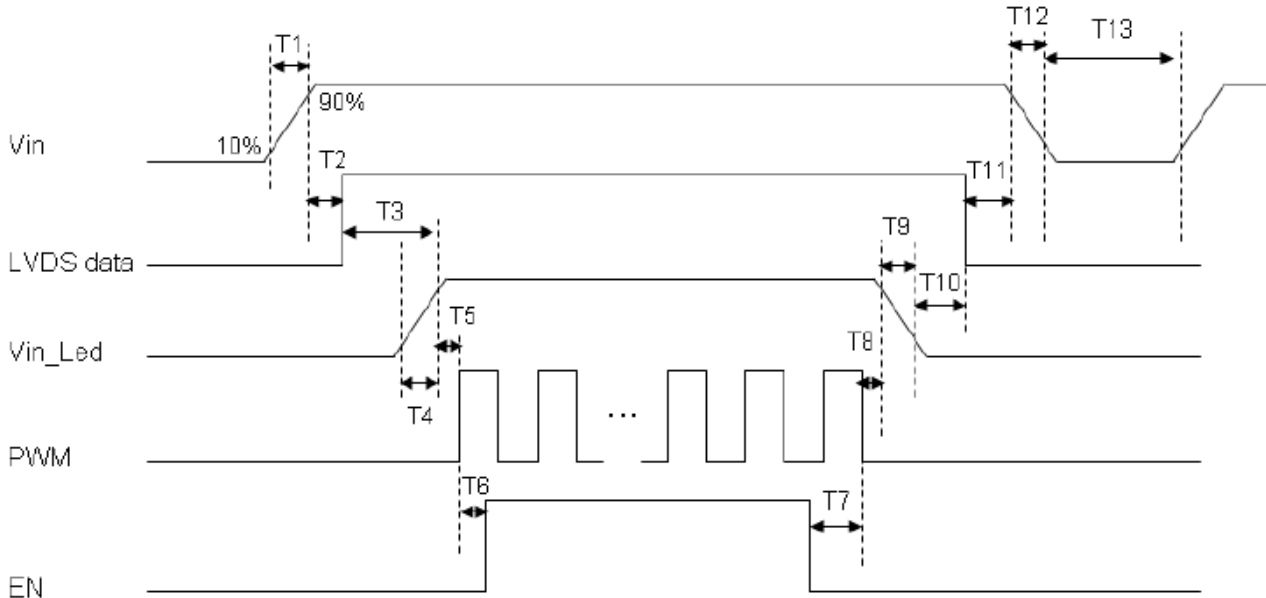 T12
T13
T1
90%
10%
Vin
T2
T11
T3
T9
LVDS data
T10
T5
T8
Vin_Led
T4
...
PWM
T6
T7
EN